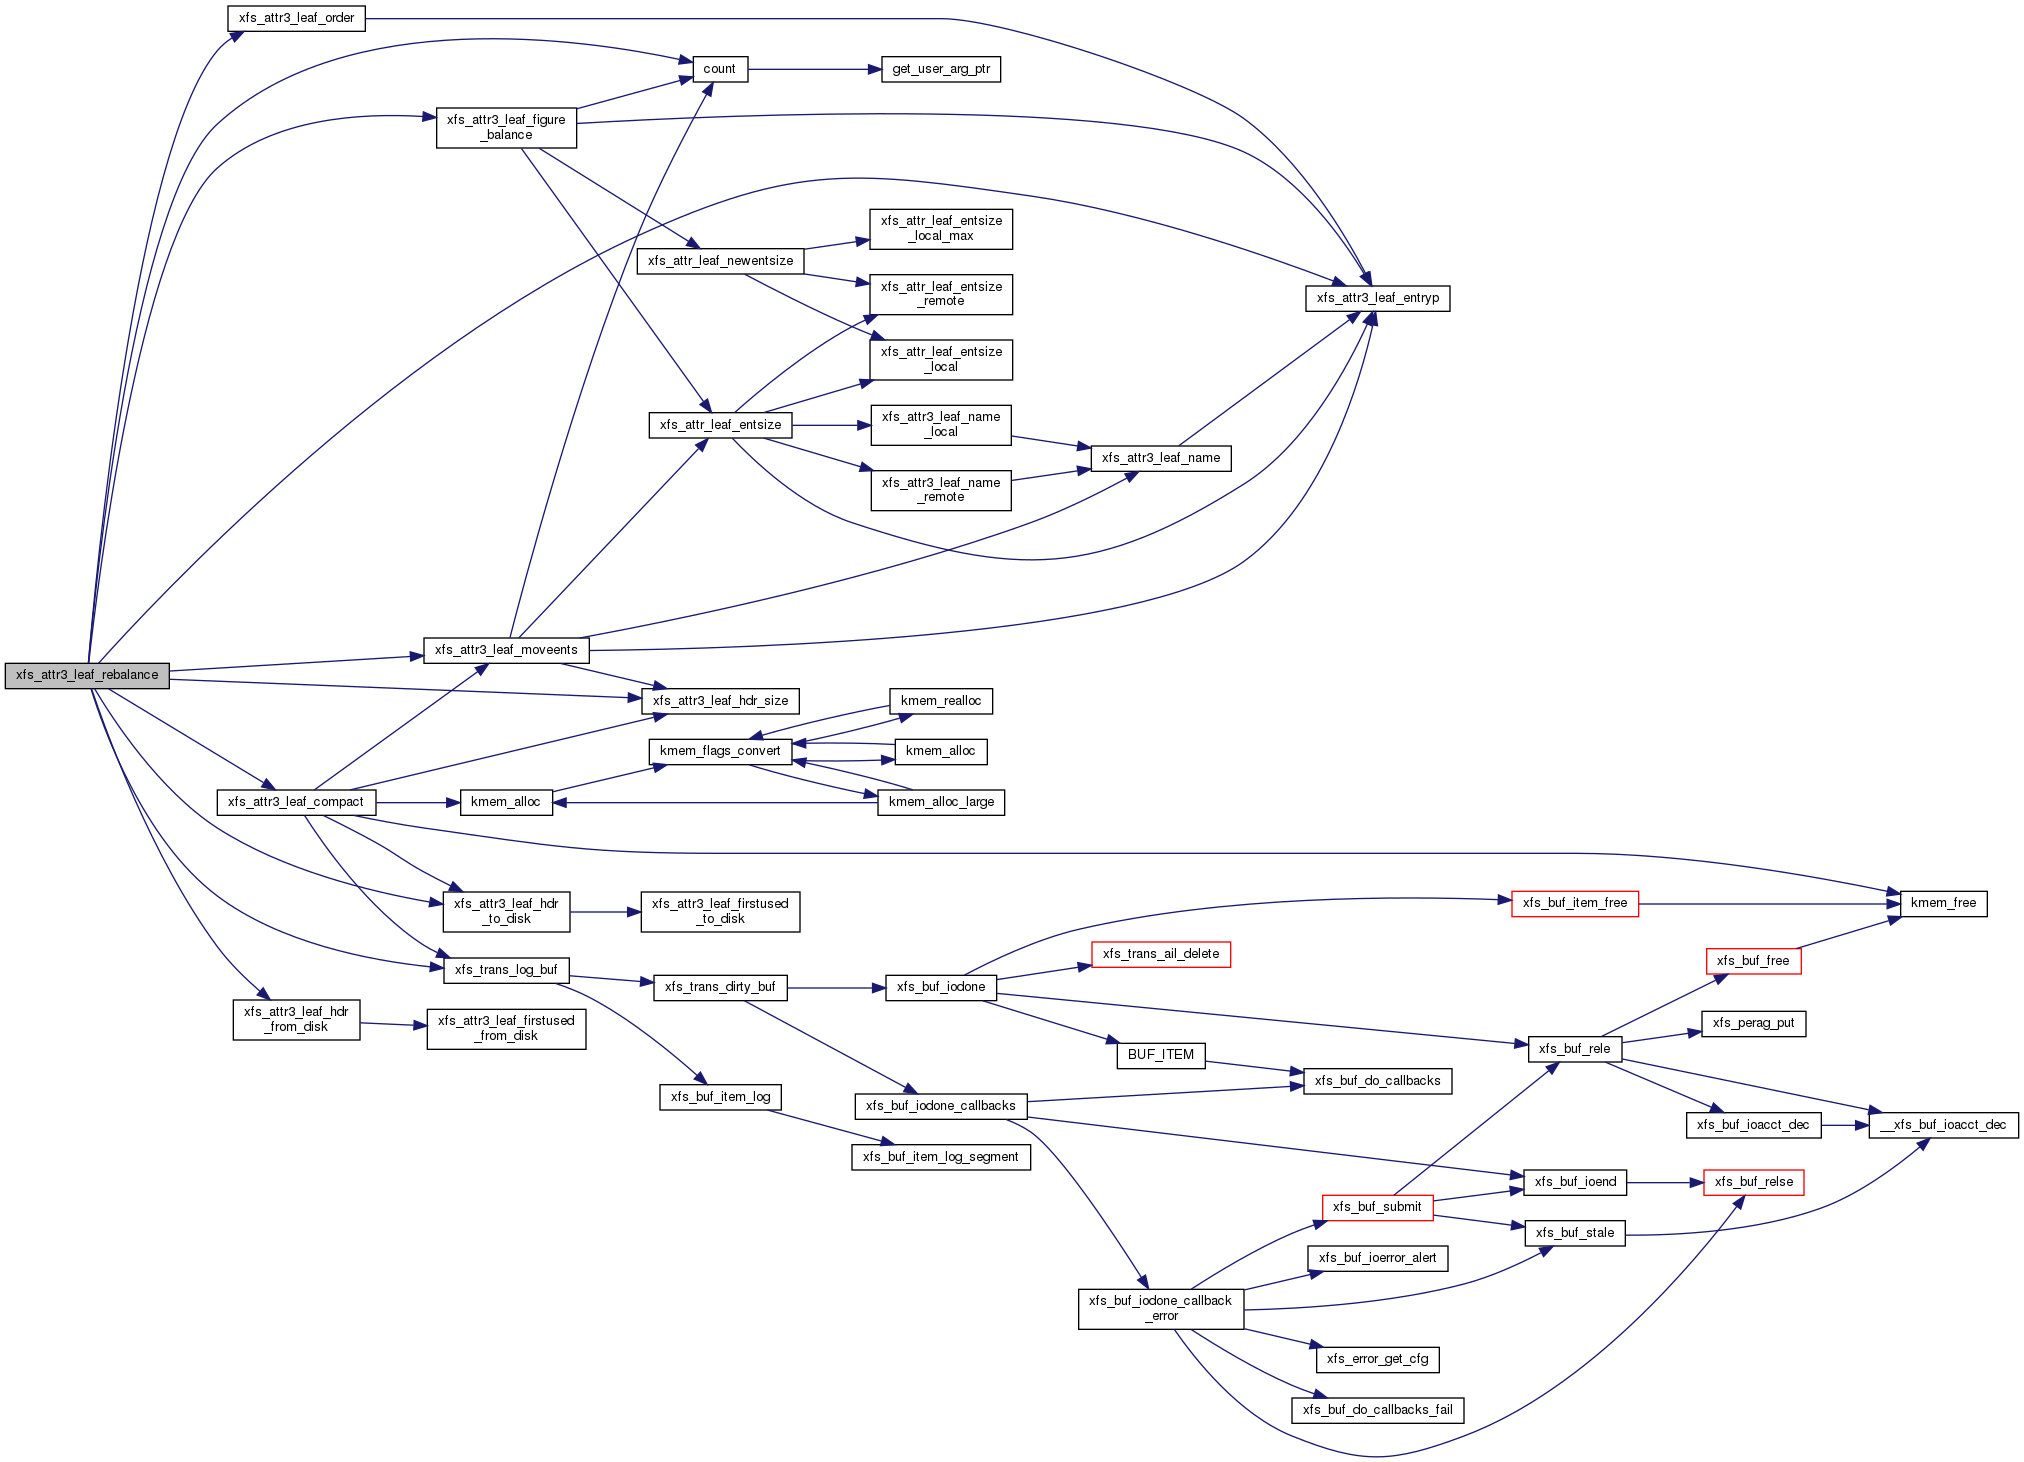 xfs_attr3_leaf_order
count
get_user_arg_ptr
xfs_attr3_leaf_figure
_balance
xfs_attr_leaf_entsize
_local_max
xfs_attr_leaf_newentsize
xfs_attr_leaf_entsize
_remote
xfs_attr3_leaf_entryp
xfs_attr_leaf_entsize
_local
xfs_attr_leaf_entsize
xfs_attr3_leaf_name
_local
xfs_attr3_leaf_name
xfs_attr3_leaf_name
_remote
xfs_attr3_leaf_moveents
xfs_attr3_leaf_rebalance
xfs_attr3_leaf_hdr_size
kmem_realloc
kmem_flags_convert
kmem_alloc
xfs_attr3_leaf_compact
kmem_alloc
kmem_alloc_large
xfs_attr3_leaf_hdr
_to_disk
xfs_attr3_leaf_firstused
_to_disk
xfs_buf_item_free
kmem_free
xfs_trans_ail_delete
xfs_buf_free
xfs_trans_log_buf
xfs_trans_dirty_buf
xfs_buf_iodone
xfs_attr3_leaf_hdr
_from_disk
xfs_attr3_leaf_firstused
_from_disk
xfs_perag_put
BUF_ITEM
xfs_buf_rele
xfs_buf_do_callbacks
xfs_buf_item_log
xfs_buf_iodone_callbacks
xfs_buf_ioacct_dec
__xfs_buf_ioacct_dec
xfs_buf_item_log_segment
xfs_buf_ioend
xfs_buf_relse
xfs_buf_submit
xfs_buf_stale
xfs_buf_ioerror_alert
xfs_buf_iodone_callback
_error
xfs_error_get_cfg
xfs_buf_do_callbacks_fail